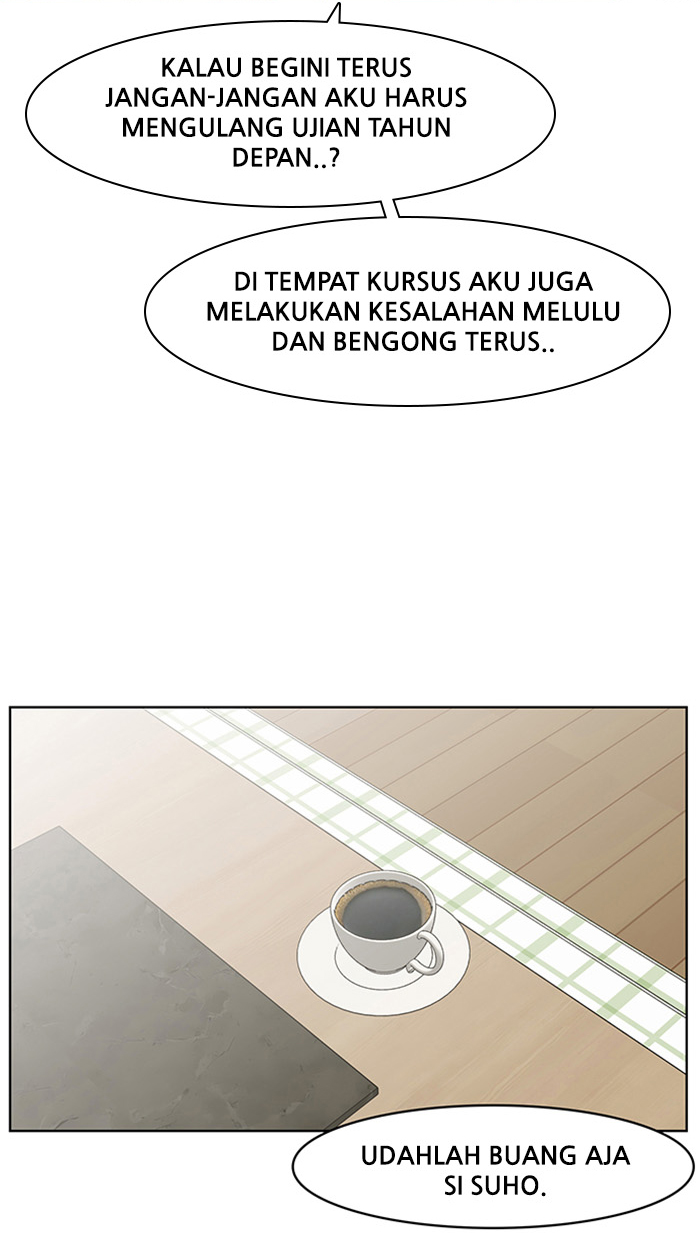 KALAU BEGINI TERUS
JANGAN-JANGAN AKU HARUS
MENGULANG UJIAN TAHUN
DEPAN..?
DI TEMPAT KURSUS AKU JUGA
MELAKUKAN KESALAHAN MELULU
DAN BENGONG TERUS..
UDAHLAH BUANG AJA
SI SUHO.